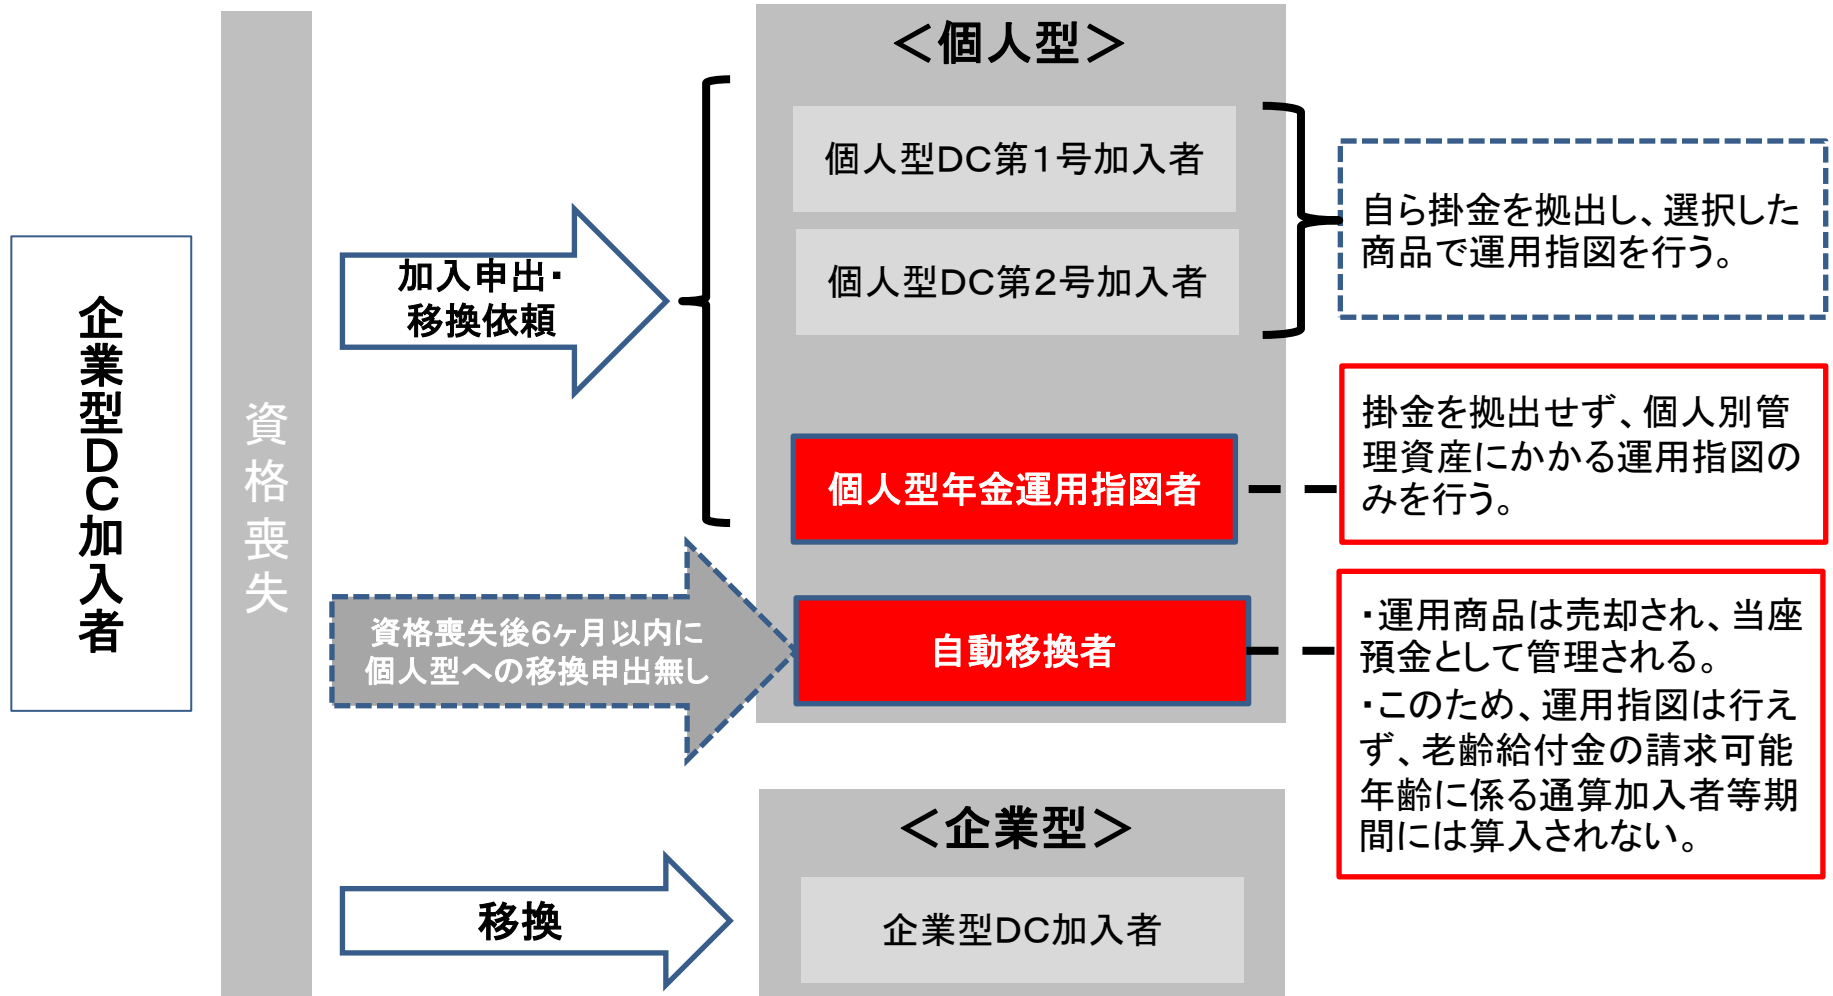 企業型DC加入者
資格喪失
加入申出・
移換依頼
資格喪失後6ヶ月以内に
個人型への移換申出無し
移換
＜個人型＞
個人型DC第1号加入者
個人型DC第2号加入者
個人型年金運用指図者
自動移換者
＜企業型＞
企業型DC加入者
自ら掛金を拠出し、選択した
商品で運用指図を行う。
掛金を拠出せず、個人別管
理資産にかかる運用指図の
みを行う。
・運用商品は売却され、当座
預金として管理される。
・このため、運用指図は行え
ず、老齢給付金の請求可能
年齢に係る通算加入者等期
間には算入されない。